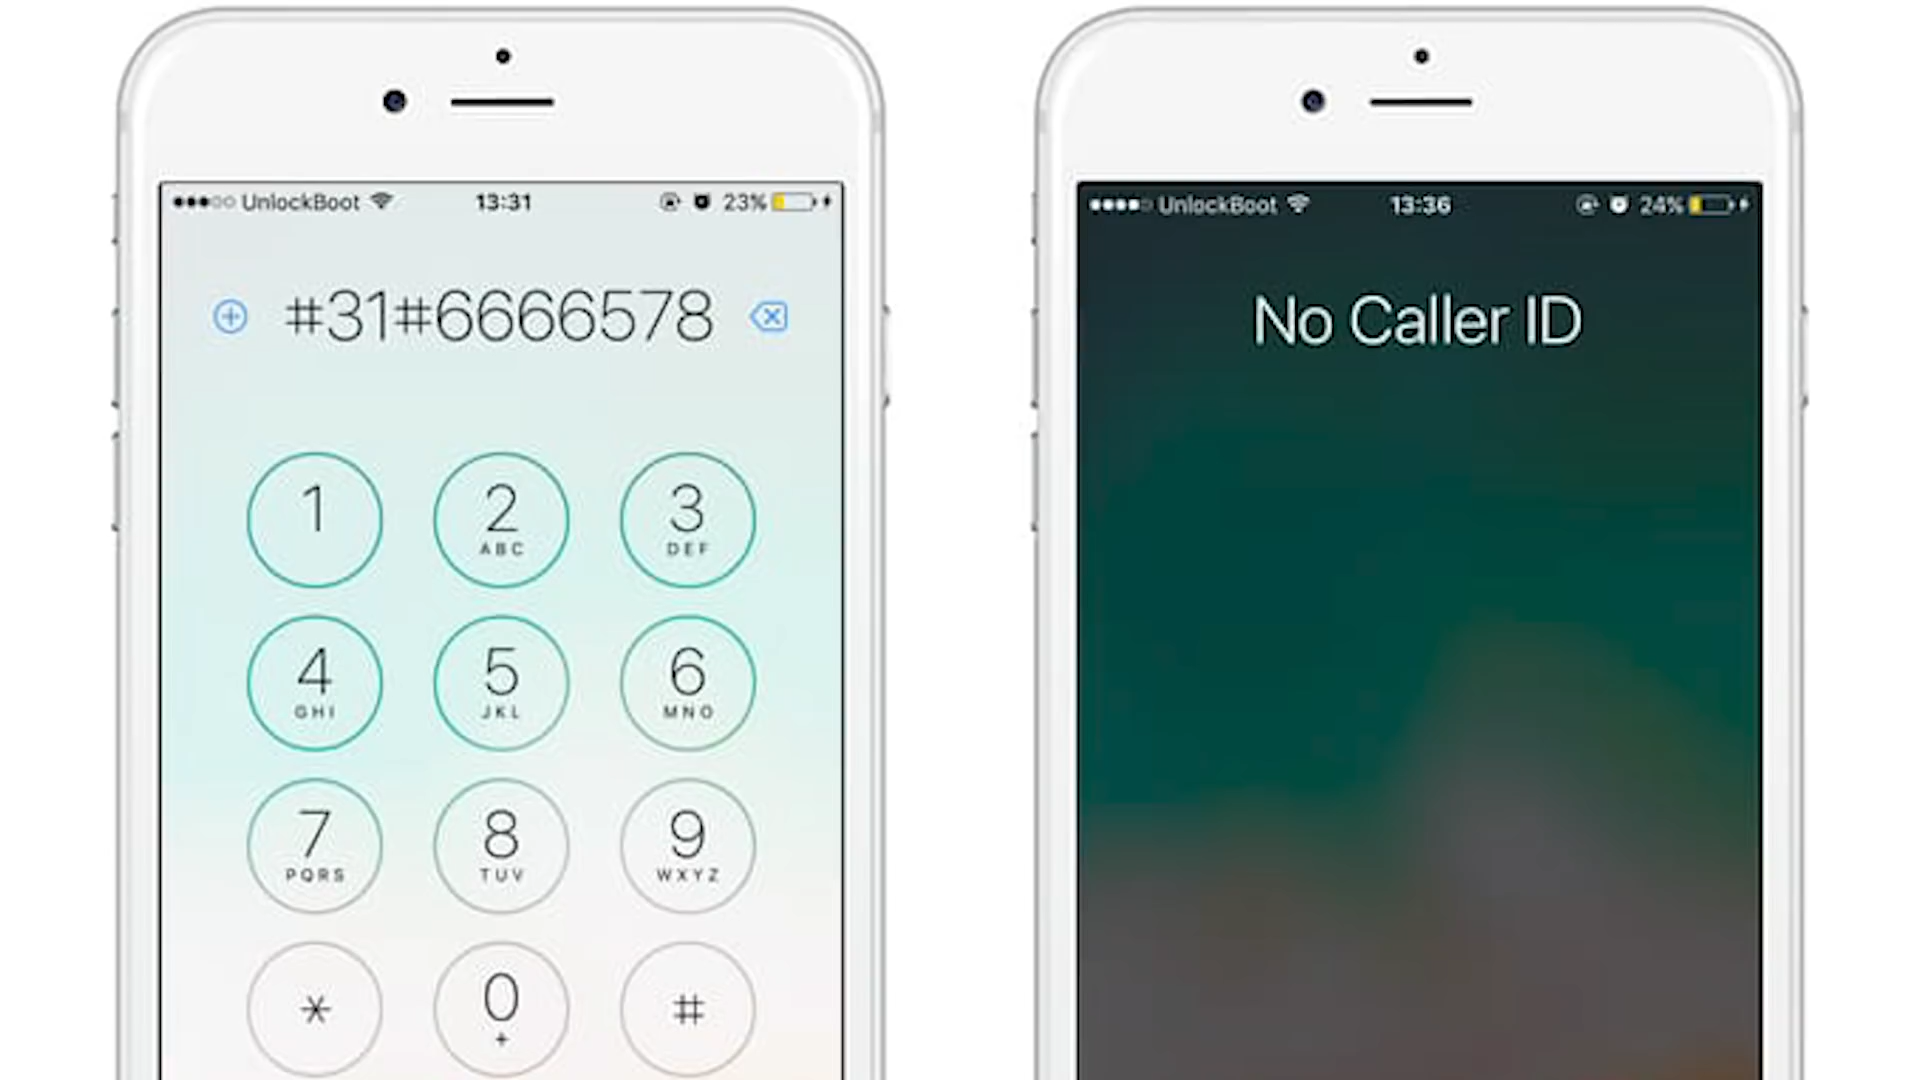 UnlockBoot 13:31 23%
#31#6666578
1
2
ABC
3
DEF
4
GHI
5
JKL
6
MNO
7
PQRS
8
TUV
9
WXYZ
*
0
+
#
UnlockBoot 13:36 24%
No Caller ID